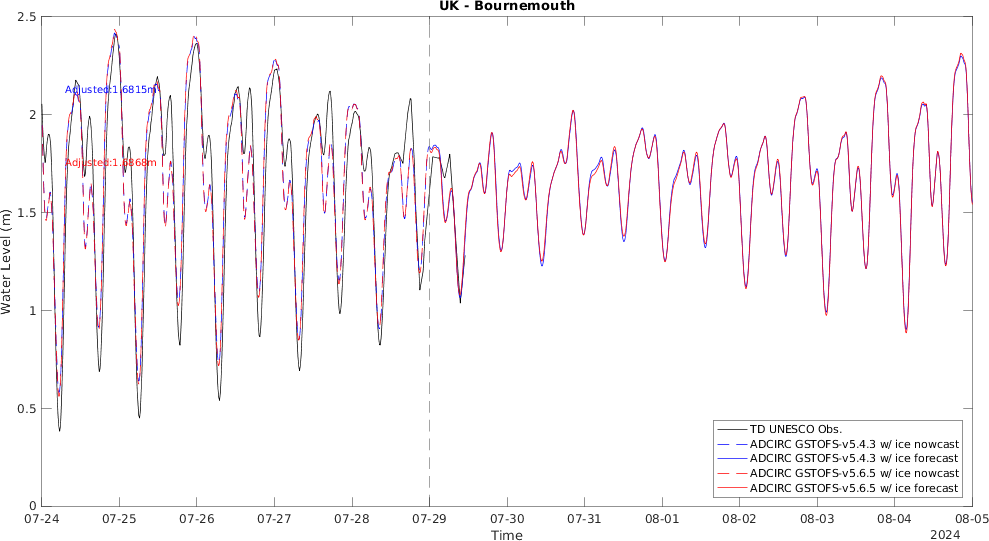 UK - Bournemouth
2.5
2
1.5
1
0.5
0
Water Level (m)
Adjusted:1.6815m
Adjusted:1.6868m
TD UNESCO Obs.
ADCIRC GSTOFS-v5.4.3 w/ ice nowcast
ADCIRC GSTOFS-v5.4.3 w/ ice forecast
ADCIRC GSTOFS-v5.6.5 w/ ice nowcast
ADCIRC GSTOFS-v5.6.5 w/ ice forecast
07-24 07-25 07-26 07-27 07-28 07-29 07-30 07-31 08-01 08-02 08-03 08-04 08-05
Time
2024